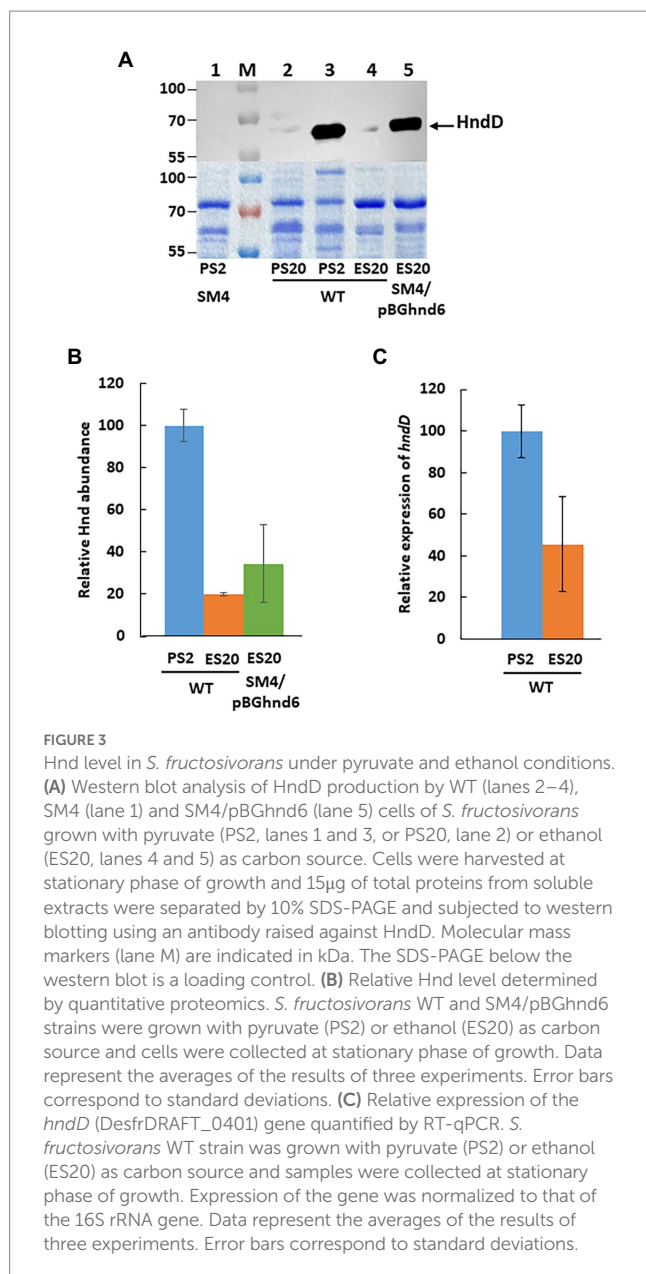 A
1 M 2 3 4 5
100
70
55
HndD
100
70
55
PS2 PS20 PS2 ES20 ES20
SM4 WT SM4/
pBGhnd6
B
Relative Hnd abundance
120
100
80
60
40
20
0
PS2 ES20 ES20
WT SM4/
pBGhnd6
C
Relative expression of hndD
120
100
80
60
40
20
0
PS2 ES20
WT
FIGURE 3
Hnd level in S. fructosivorans under pyruvate and ethanol conditions.
(A) Western blot analysis of HndD production by WT (lanes 2–4),
SM4 (lane 1) and SM4/pBGhnd6 (lane 5) cells of S. fructosivorans
grown with pyruvate (PS2, lanes 1 and 3, or PS20, lane 2) or ethanol
(ES20, lanes 4 and 5) as carbon source. Cells were harvested at
stationary phase of growth and 15μg of total proteins from soluble
extracts were separated by 10% SDS-PAGE and subjected to western
blotting using an antibody raised against HndD. Molecular mass
markers (lane M) are indicated in kDa. The SDS-PAGE below the
western blot is a loading control. (B) Relative Hnd level determined
by quantitative proteomics. S. fructosivorans WT and SM4/pBGhnd6
strains were grown with pyruvate (PS2) or ethanol (ES20) as carbon
source and cells were collected at stationary phase of growth. Data
represent the averages of the results of three experiments. Error bars
correspond to standard deviations. (C) Relative expression of the
hndD (DesfrDRAFT_0401) gene quantified by RT-qPCR. S.
fructosivorans WT strain was grown with pyruvate (PS2) or ethanol
(ES20) as carbon source and samples were collected at stationary
phase of growth. Expression of the gene was normalized to that of
the 16S rRNA gene. Data represent the averages of the results of
three experiments. Error bars correspond to standard deviations.